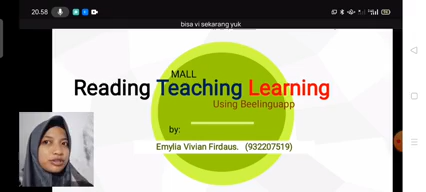 20.58
bisa vi sekarang yuk
MALL
Reading Teaching Learning
Using Beelinguapp
by:
Emylia Vivian Firdaus. (932207519)